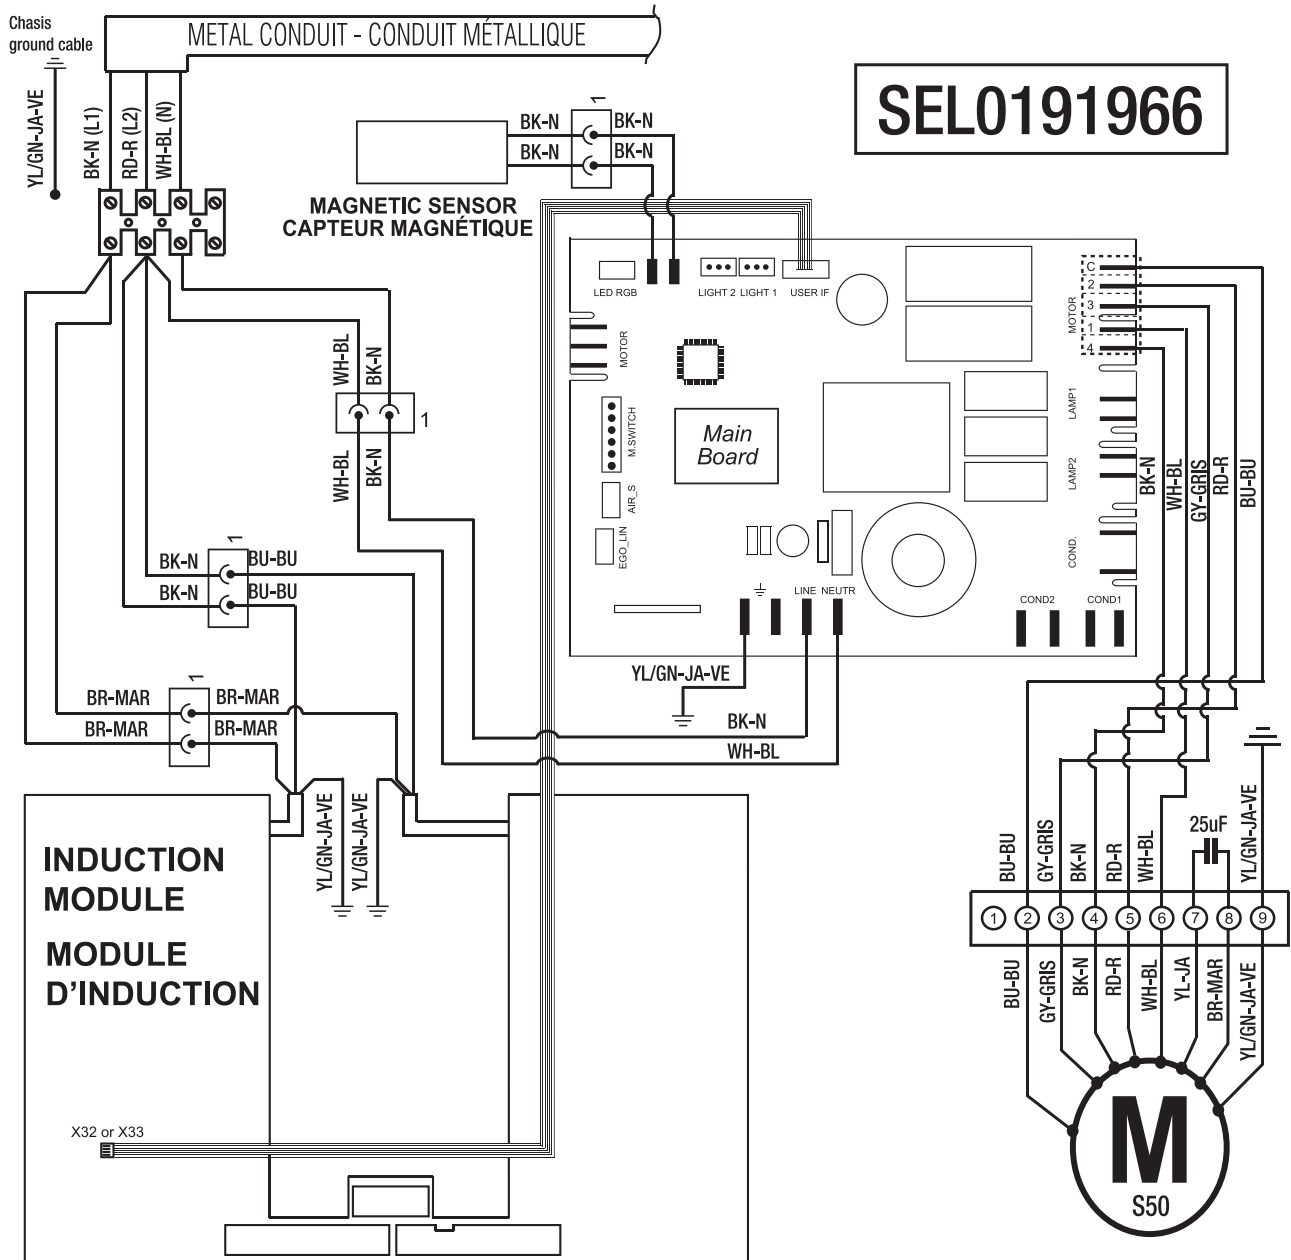 Chasis
ground cable
METAL CONDUIT - CONDUIT MÉTALLIQUE
SEL0191966
YL/GN-JA-VE
BK-N (L1)
RD-R (L2)
WH-BL (N)
BK-N
BK-N
1
BK-N
BK-N
MAGNETIC SENSOR
CAPTEUR MAGNÉTIQUE
LED RGB
LIGHT 2
LIGHT 1
USER IF
MOTOR
C
2
3
1
4
MOTOR
LAMP1
LAMP2
COND.
M.SWITCH
AIR_S
EGO_LIN
Main
Board
LINE
NEUTR
COND2
COND1
WH-BL
BK-N
1
WH-BL
BK-N
BK-N
WH-BL
GY-GRIS
RD-R
BU-BU
BK-N
BK-N
1
BU-BU
BU-BU
BR-MAR
BR-MAR
1
BR-MAR
BR-MAR
YL/GN-JA-VE
BK-N
WH-BL
YL/GN-JA-VE
YL/GN-JA-VE
INDUCTION
MODULE
MODULE
D'INDUCTION
X32 or X33
BU-BU
GY-GRIS
BK-N
RD-R
WH-BL
25uF
YL/GN-JA-VE
1
2
3
4
5
6
7
8
9
BU-BU
GY-GRIS
BK-N
RD-R
WH-BL
YL-JA
BR-MAR
YL/GN-JA-VE
M
S50